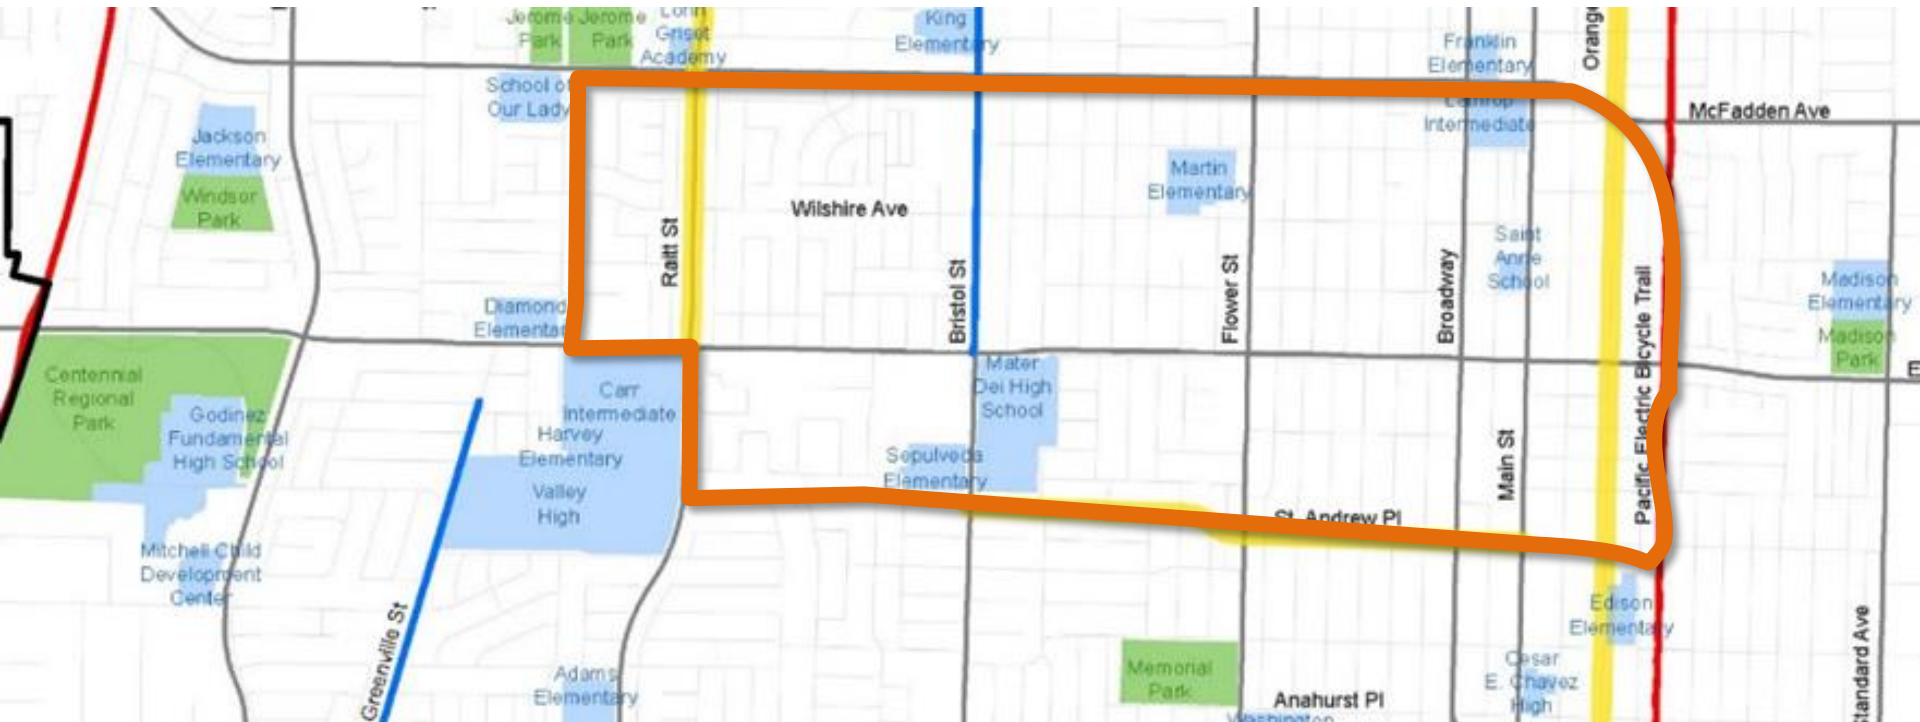 Jerome
Park
Jerome
Park
Lorin
Griset
Academy
King
Elementary
Franklin
Elementary
Orange
School of
Our Lady
Lathrop
Intermediate
McFadden Ave
Jackson
Elementary
Windsor
Park
Martin
Elementary
Wilshire Ave
Raitt St
Bristol St
Flower St
Broadway
Saint
Anne
School
Pacific Electric Bicycle Trail
Madison
Elementary
Madison
Park
E
Diamond
Elementary
Centennial
Regional
Park
Godinez
Fundamental
High School
Carr
Intermediate
Harvey
Elementary
Valley
High
Mater
Dei High
School
Sepulveda
Elementary
Main St
St. Andrew Pl
Mitchell Child
Development
Center
Greenville St
Adams
Elementary
Memorial
Park
Anahurst Pl
Washington
Edison
Elementary
Cesar
E. Chavez
High
Standard Ave